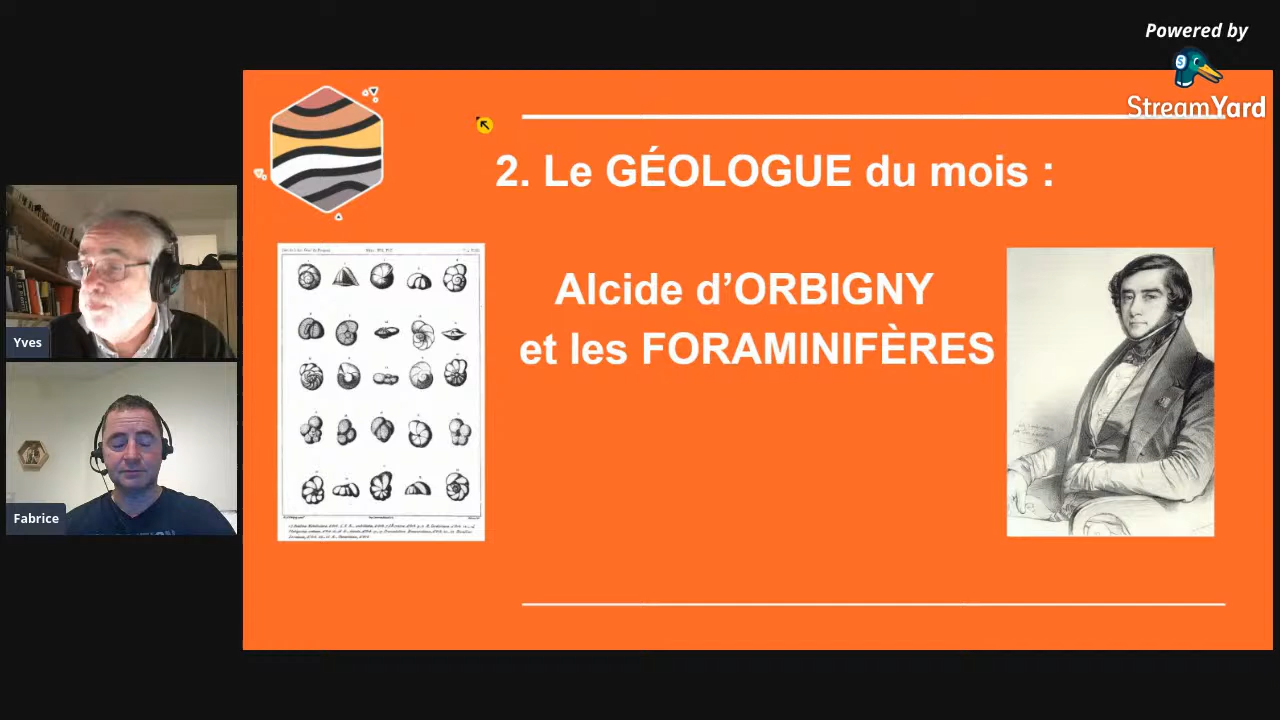 Powered by
StreamYard
2. Le GÉOLOGUE du mois :
Alcide d'ORBIGNY
et les FORAMINIFÈRES
Yves
Fabrice